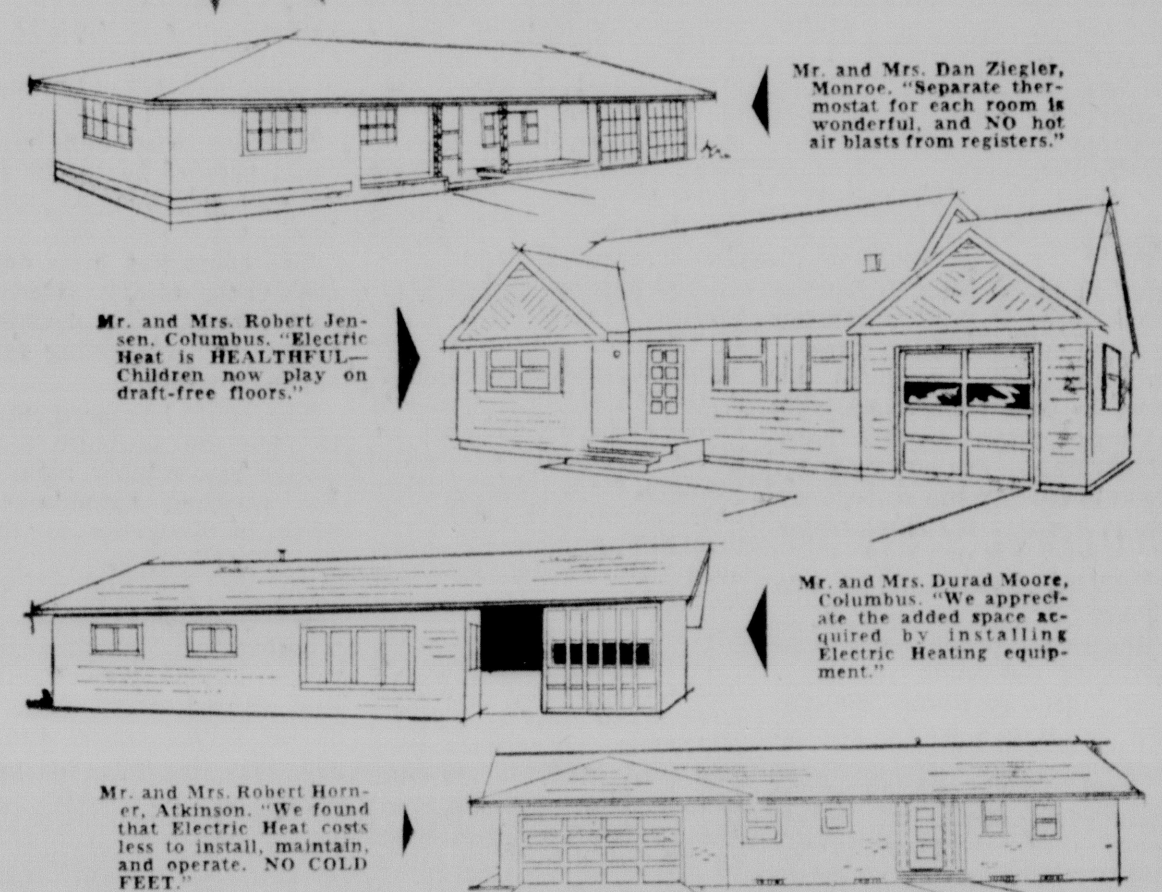 Mr. and Mrs. Dan Ziegler,
Monroe. "Separate ther-
mostat for each room is
wonderful, and NO hot
air blasts from registers."
Mr. and Mrs. Robert Jen-
sen, Columbus. "Electric
Heat is HEALTHFUL—
Children now play on
draft-free floors."
Mr. and Mrs. Durad Moore,
Columbus. "We appreci-
ate the added space ac-
quired by installing
Electric Heating equip-
ment."
Mr. and Mrs. Robert Horn-
er, Atkinson. "We found
that Electric Heat costs
less to install, maintain,
and operate. NO COLD
FEET."